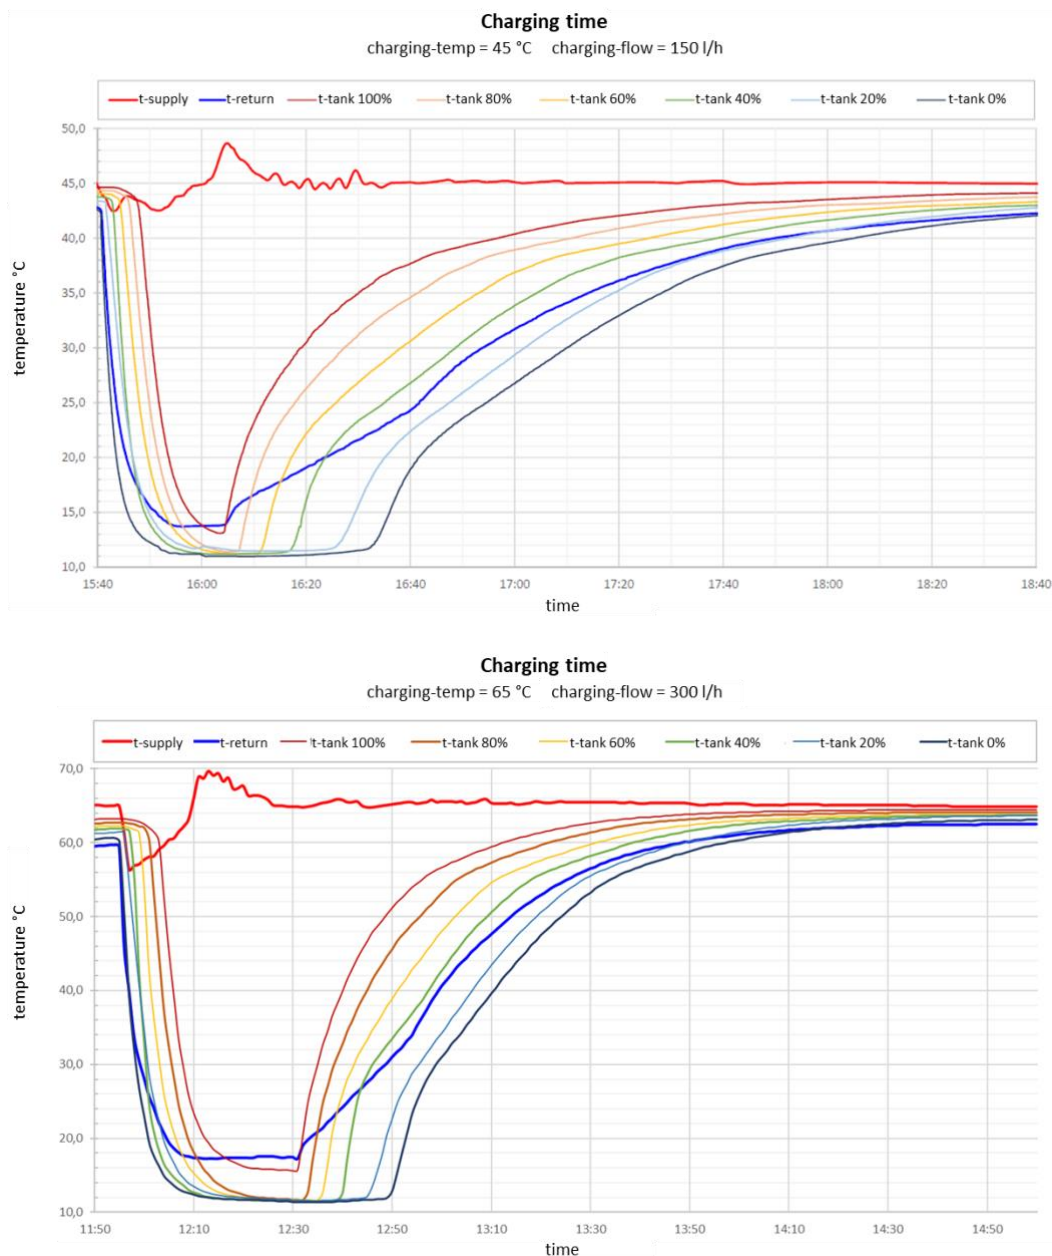 Charging time
charging-temp = 45 °C charging-flow = 150 l/h
t-supply t-return t-tank 100% t-tank 80% t-tank 60% t-tank 40% t-tank 20% t-tank 0%
50,0
45,0
40,0
35,0
30,0
25,0
20,0
15,0
10,0
temperature °C
15:40 16:00 16:20 16:40 17:00 17:20 17:40 18:00 18:20 18:40
time
Charging time
charging-temp = 65 °C charging-flow = 300 l/h
t-supply t-return t-tank 100% t-tank 80% t-tank 60% t-tank 40% t-tank 20% t-tank 0%
70,0
60,0
50,0
40,0
30,0
20,0
10,0
temperature °C
11:50 12:10 12:30 12:50 13:10 13:30 13:50 14:10 14:30 14:50
time